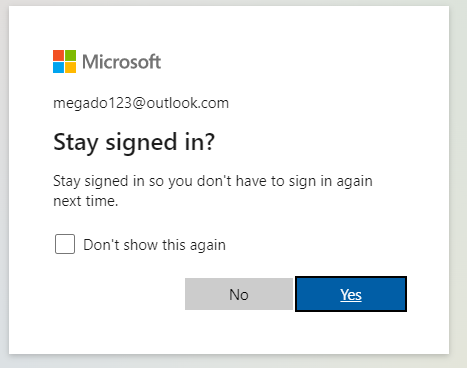 Microsoft
megado123@outlook.com
Stay signed in?
Stay signed in so you don't have to sign in again
next time.
Don't show this again
No
Yes